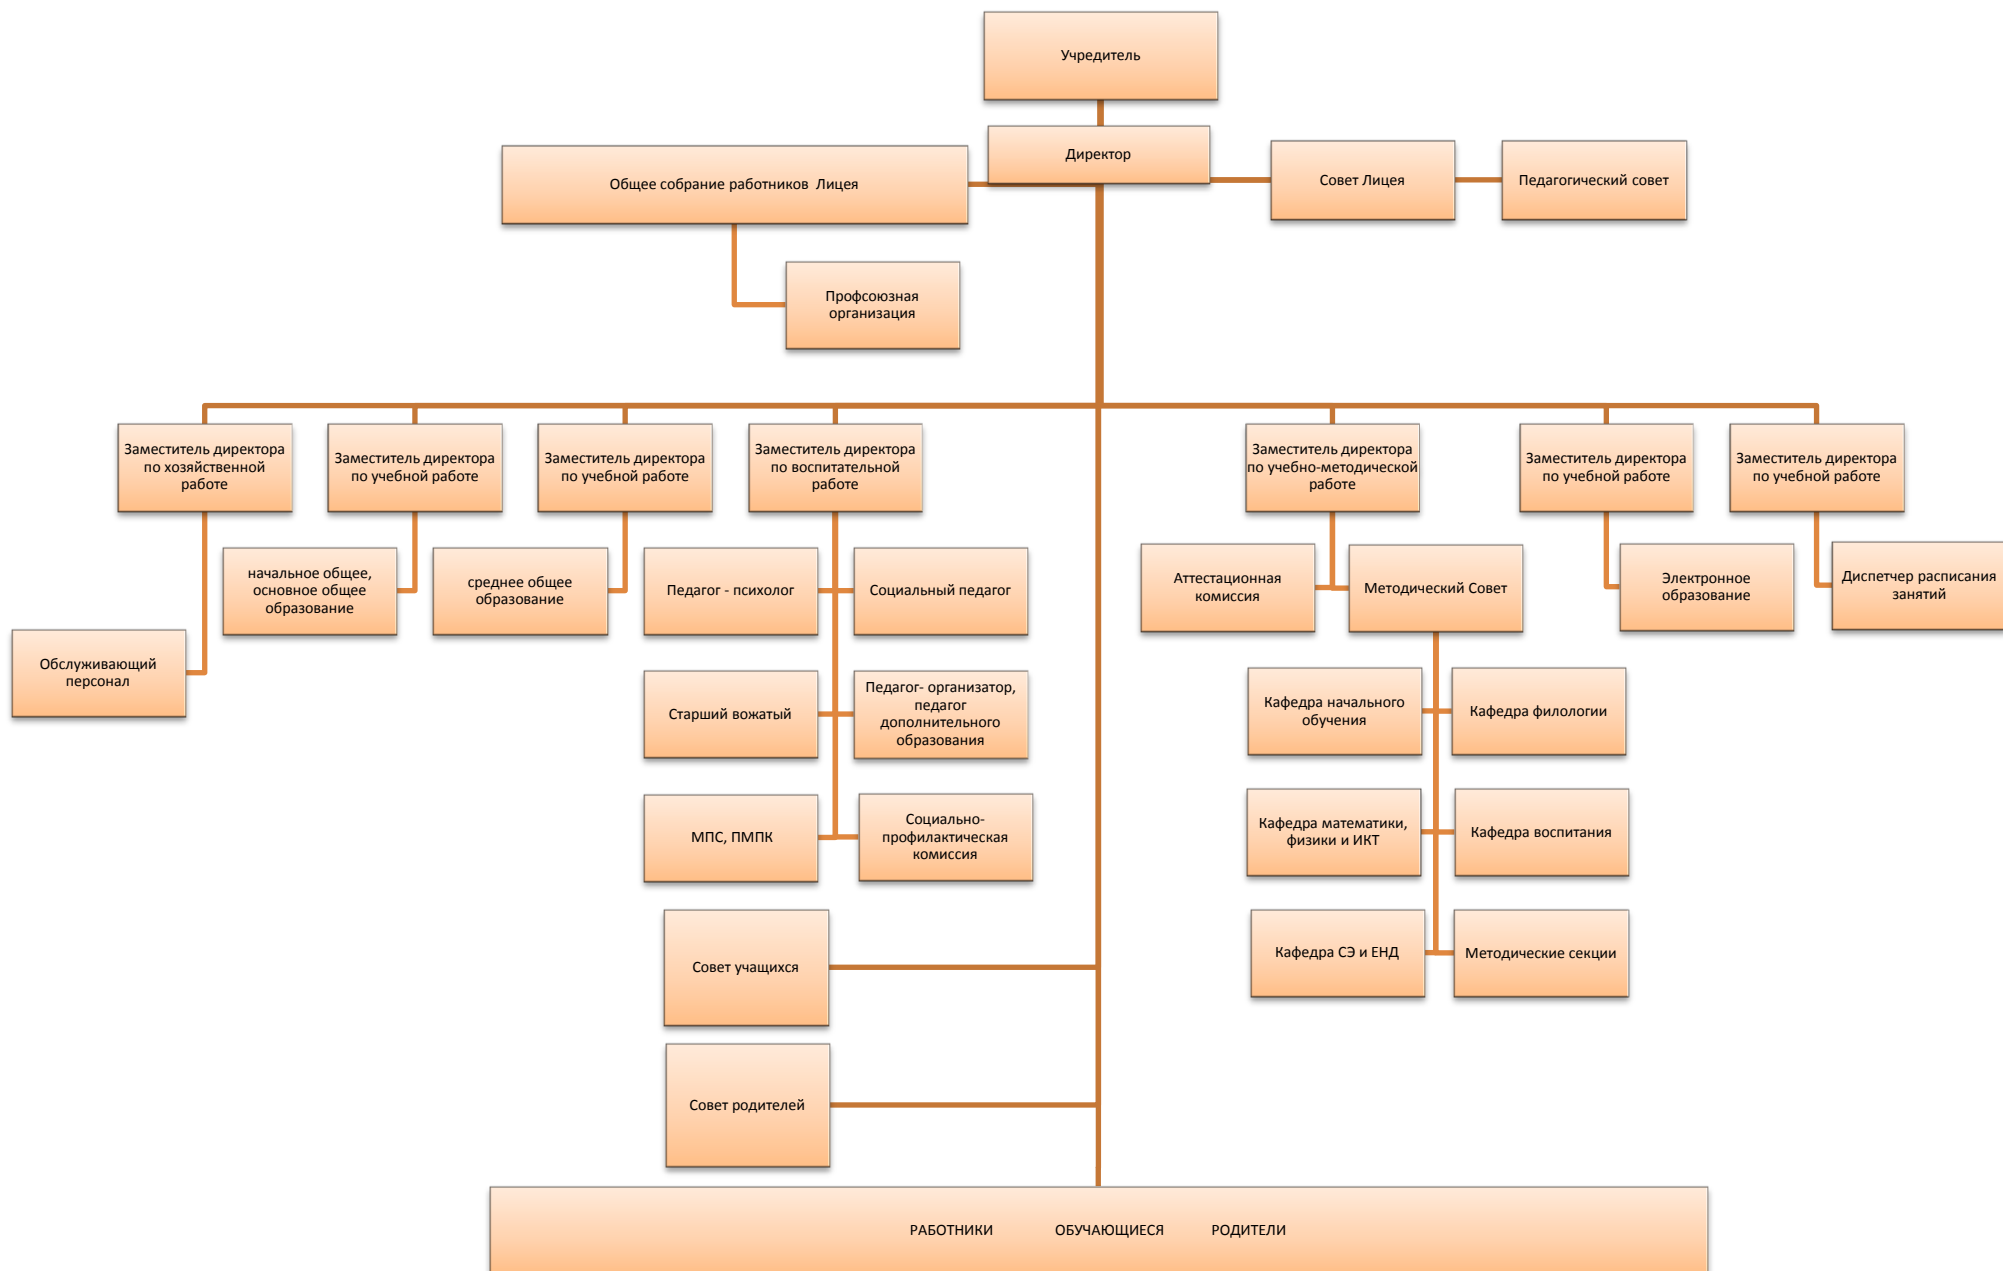 Учредитель
Директор
Общее собрание работников  Лицея
Совет Лицея
Педагогический совет
Профсоюзная
организация
Заместитель директора
по хозяйственной
работе
Заместитель директора
по учебной работе
Заместитель директора
по учебной работе
Заместитель директора
по воспитательной
работе
Заместитель директора
по учебно-методической
работе
Заместитель директора
по учебной работе
Заместитель директора
по учебной работе
начальное общее,
основное общее
образование
среднее общее
образование
Педагог - психолог
Социальный педагог
Аттестационная
комиссия
Методический Совет
Электронное
образование
Диспетчер расписания
занятий
Обслуживающий
персонал
Старший вожатый
Педагог- организатор,
педагог
дополнительного
образования
Кафедра начального
обучения
Кафедра филологии
МПС, ПМПК
Социально-
профилактическая
комиссия
Кафедра математики,
физики и ИКТ
Кафедра воспитания
Совет учащихся
Кафедра СЭ и ЕНД
Методические секции
Совет родителей
РАБОТНИКИ ОБУЧАЮЩИЕСЯ РОДИТЕЛИ